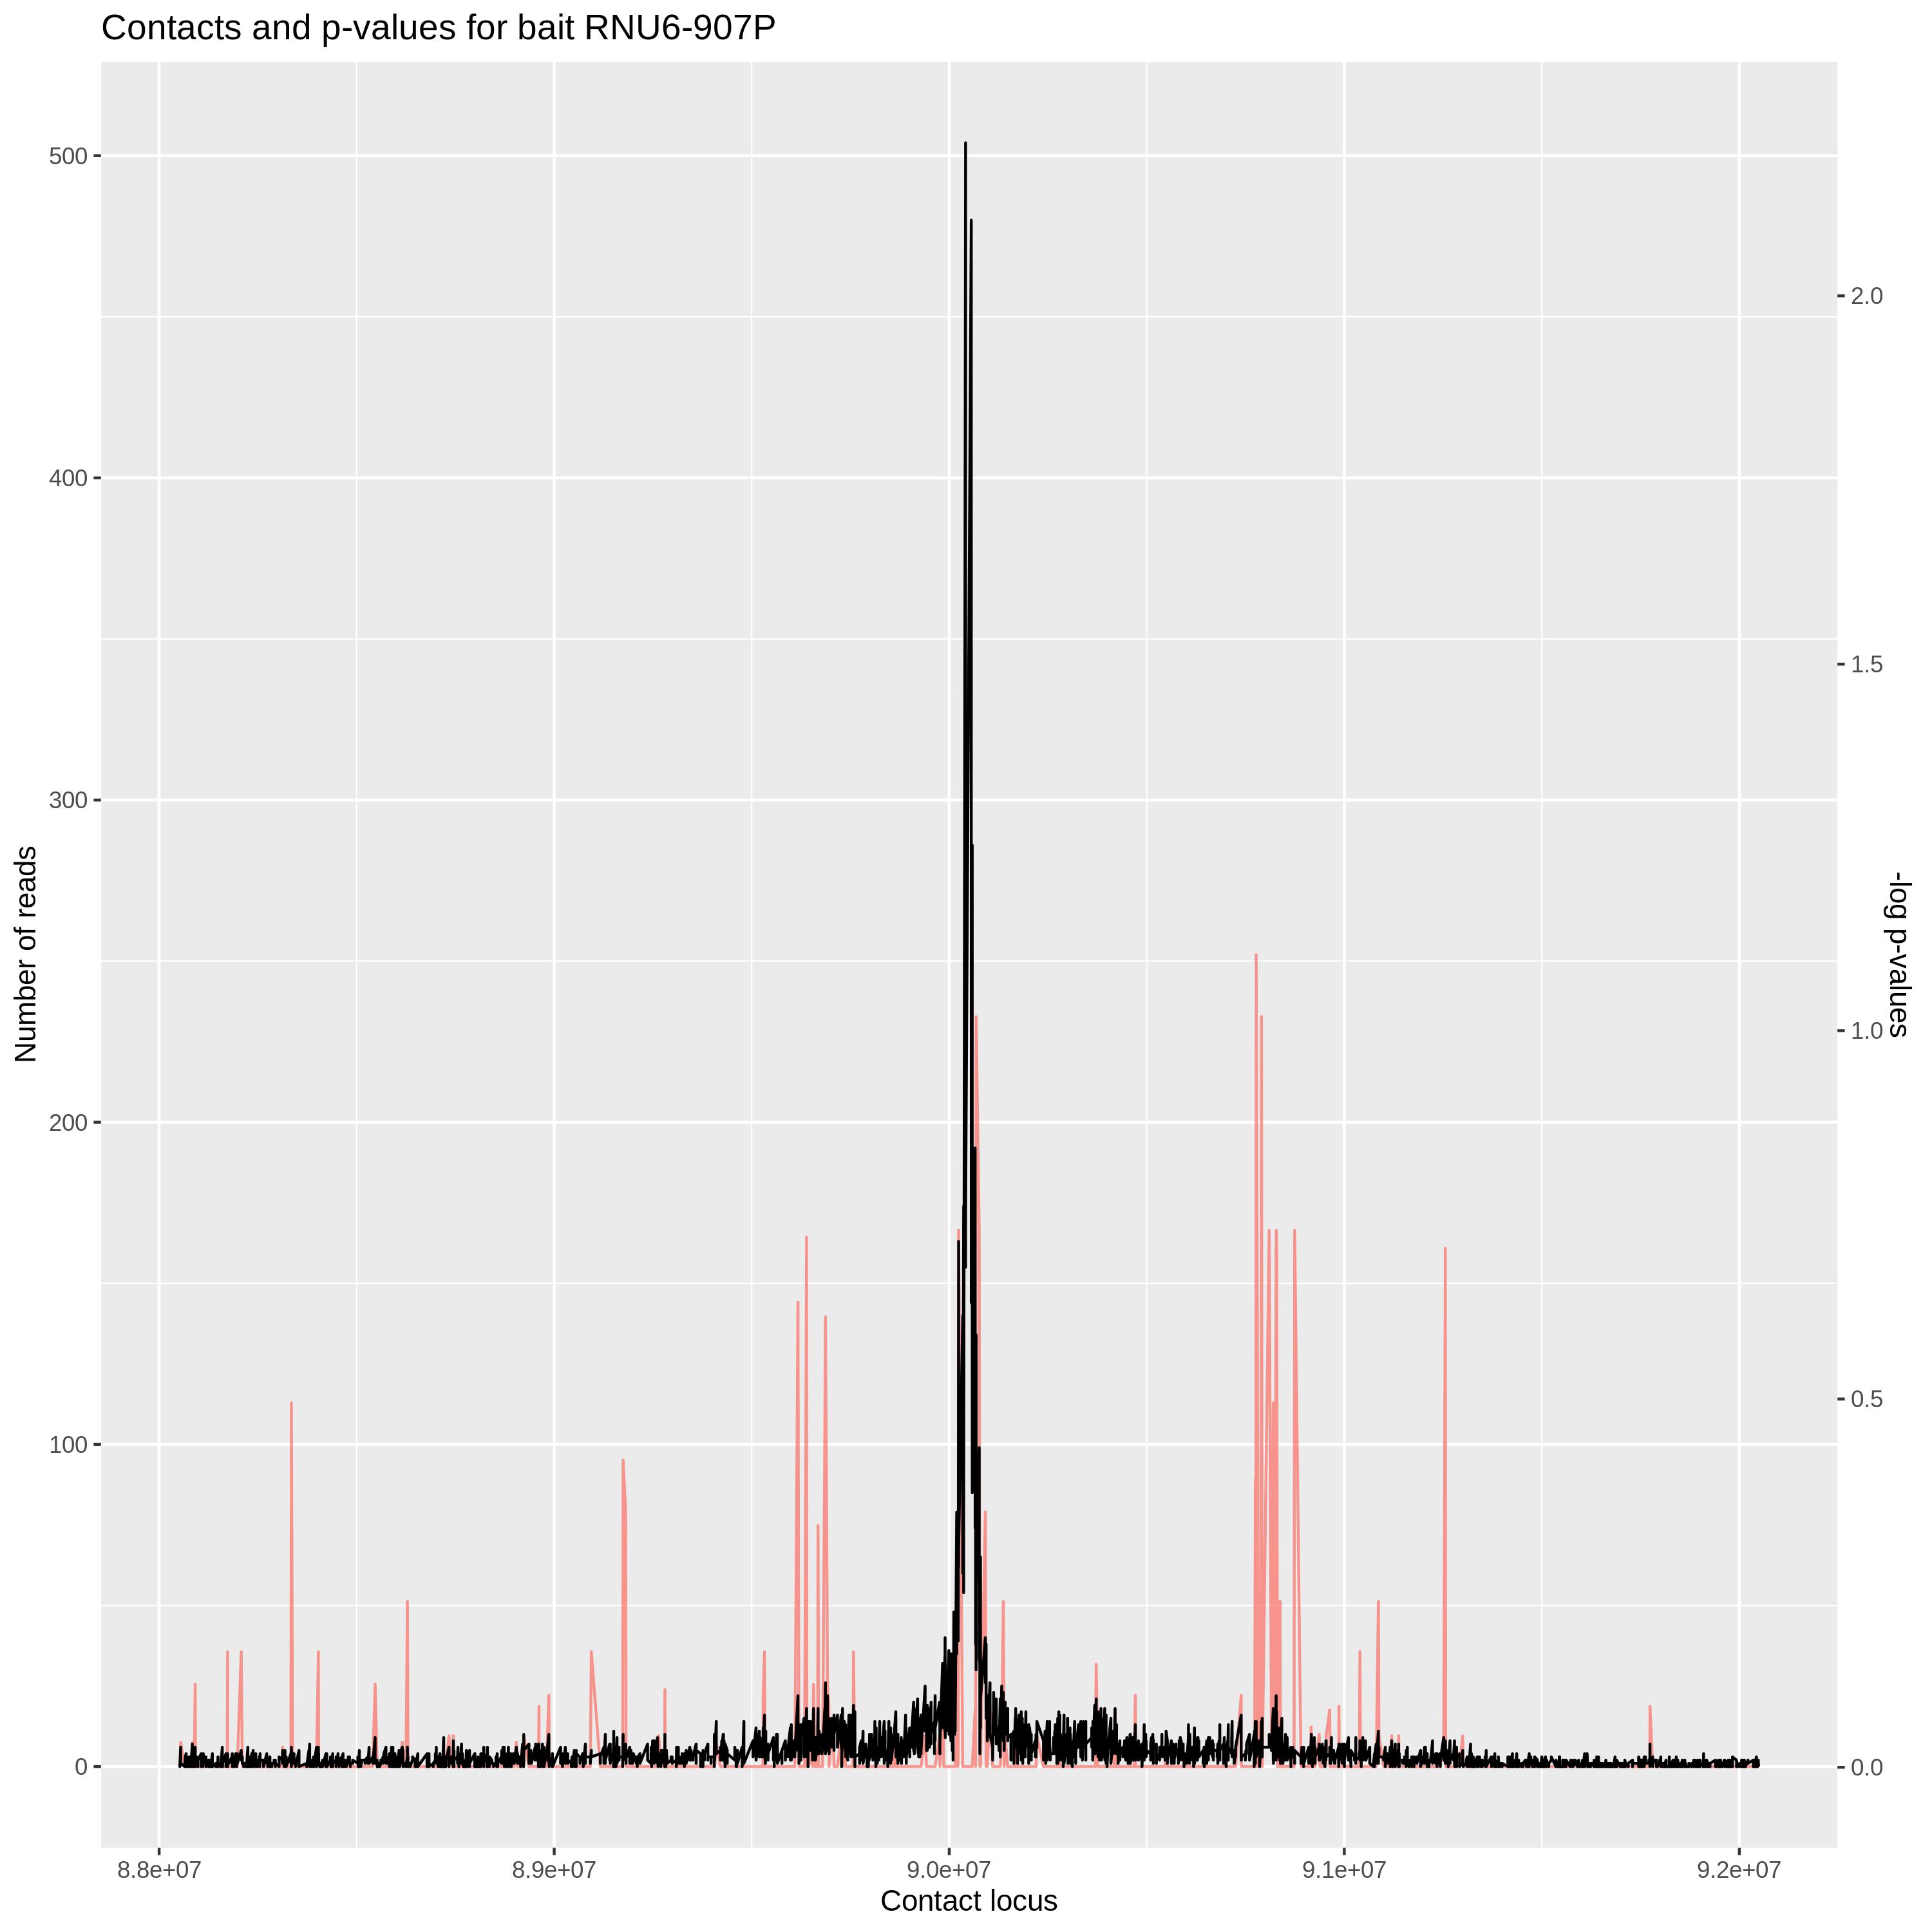 Contacts and p-values for bait RNU6-907P
500
400
300
200
100
0
Number of reads
2.0
1.5
1.0
0.5
0.0
-log p-values
8.8e+07
8.9e+07
9.0e+07
9.1e+07
9.2e+07
Contact locus